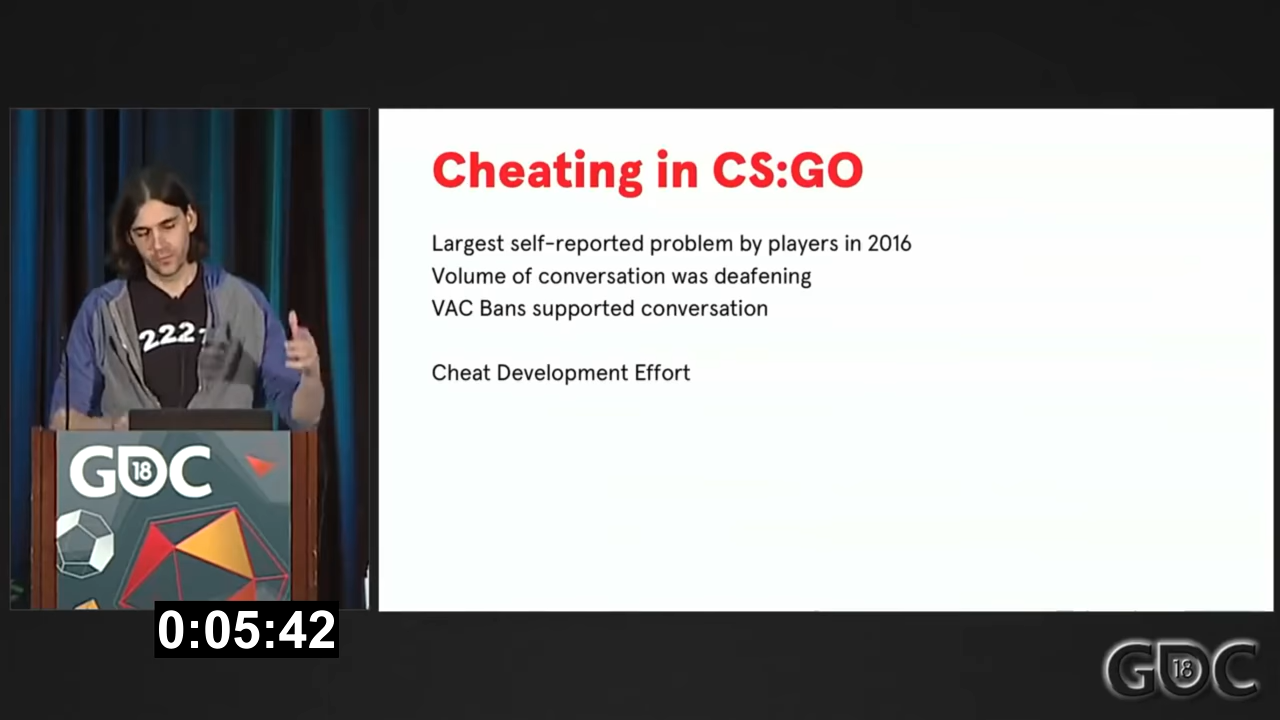 Cheating in CS:GO
Largest self-reported problem by players in 2016
Volume of conversation was deafening
VAC Bans supported conversation
Cheat Development Effort
GDC
18
0:05:42
GDC
18